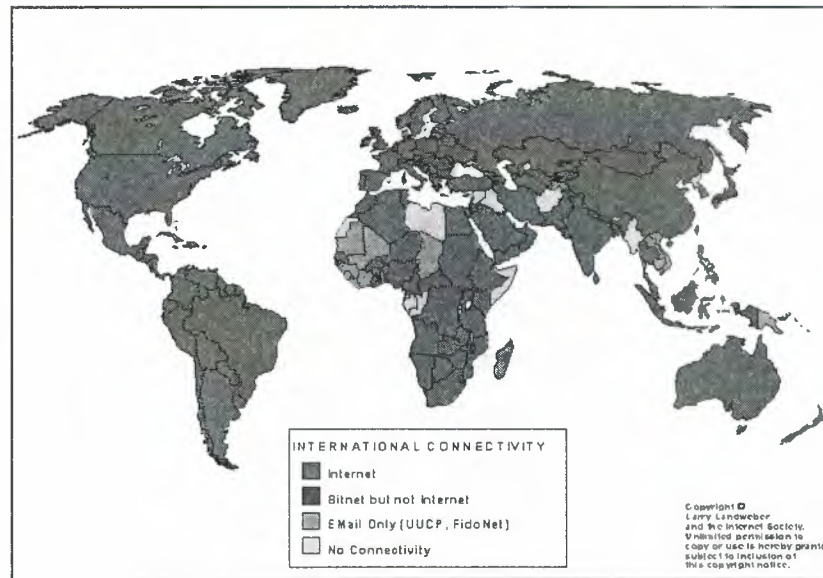 INTERNATIONAL CONNECTIVITY
Internet
Bitnet but not Internet
EMail Only (UUCP, FidoNet)
No Connectivity
Copyright ©
Larry Landweber
and the Internet Society.
Unlimited permission to
copy or use is hereby grante
subject to inclusion of
this copyright notice.